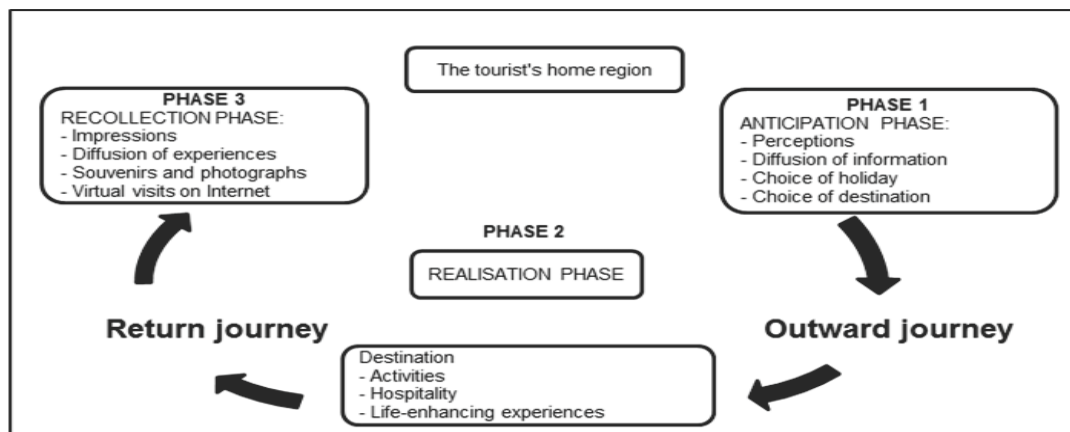 The tourist's home region
PHASE 3
RECOLLECTION PHASE:
- Impressions
- Diffusion of experiences
- Souvenirs and photographs
- Virtual visits on Internet
PHASE 1
ANTICIPATION PHASE:
- Perceptions
- Diffusion of information
- Choice of holiday
- Choice of destination
PHASE 2
REALISATION PHASE
Return journey
Outward journey
Destination
- Activities
- Hospitality
- Life-enhancing experiences